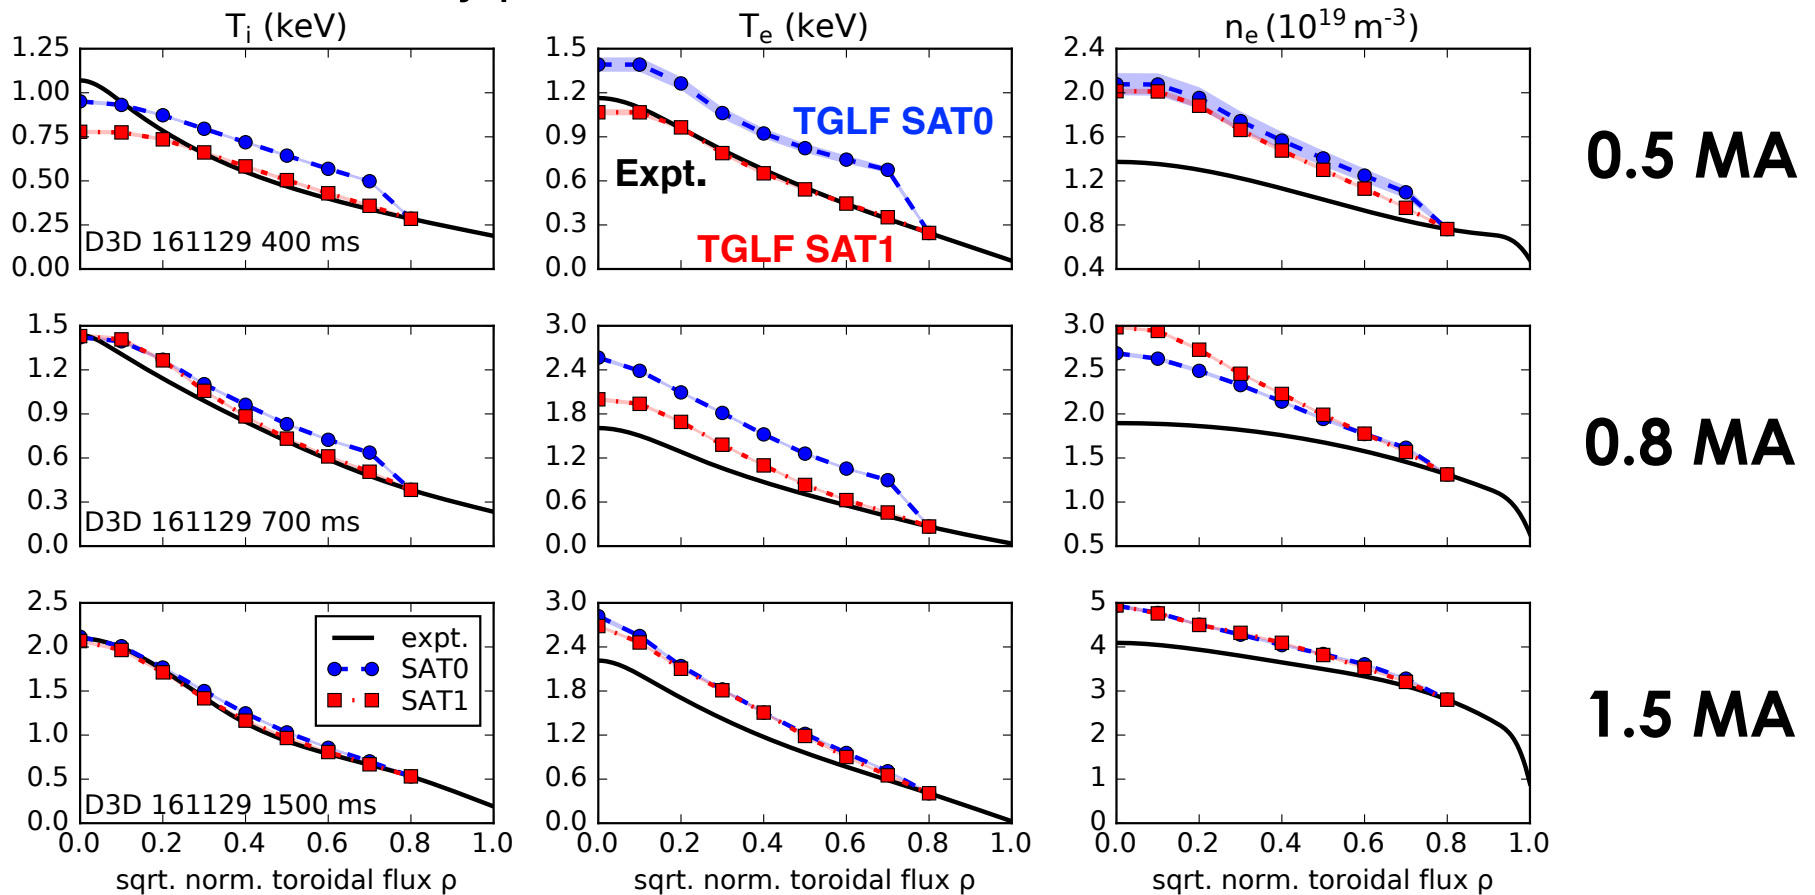 T_i (keV)
T_e (keV)
n_e (10^19 m^-3)
1.25
1.00
0.75
0.50
0.25
0.00
D3D 161129 400 ms
1.5
1.2
0.9
0.6
0.3
0.0
TGLF SAT0
Expt.
TGLF SAT1
2.4
2.0
1.6
1.2
0.8
0.4
0.5 MA
1.5
1.2
0.9
0.6
0.3
0.0
D3D 161129 700 ms
3.0
2.4
1.8
1.2
0.6
0.0
3.0
2.5
2.0
1.5
1.0
0.5
0.8 MA
2.5
2.0
1.5
1.0
0.5
0.0
expt.
SAT0
SAT1
D3D 161129 1500 ms
0.0 0.2 0.4 0.6 0.8 1.0
sqrt. norm. toroidal flux ρ
3.0
2.4
1.8
1.2
0.6
0.0
0.0 0.2 0.4 0.6 0.8 1.0
sqrt. norm. toroidal flux ρ
5
4
3
2
1
0
0.0 0.2 0.4 0.6 0.8 1.0
sqrt. norm. toroidal flux ρ
1.5 MA